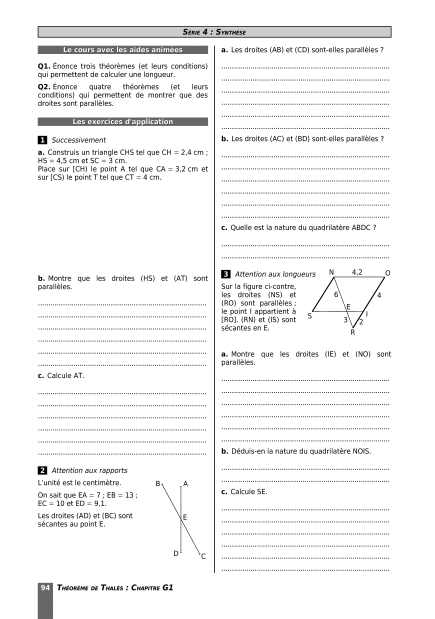 SÉRIE 4 : SYNTHÈSE
Le cours avec les aides animées
Q1. Énonce trois théorèmes (et leurs conditions)
qui permettent de calculer une longueur.
Q2. Énonce quatre théorèmes (et leurs
conditions) qui permettent de montrer que des
droites sont parallèles.
Les exercices d'application
1 Successivement
a. Construis un triangle CHS tel que CH = 2,4 cm ;
HS = 4,5 cm et SC = 3 cm.
Place sur [CH) le point A tel que CA = 3,2 cm et
sur [CS) le point T tel que CT = 4 cm.
b. Montre que les droites (HS) et (AT) sont
parallèles.
c. Calcule AT.
2 Attention aux rapports
L'unité est le centimètre.
On sait que EA = 7 ; EB = 13 ;
EC = 10 et ED = 9,1.
Les droites (AD) et (BC) sont
sécantes au point E.
B
A
E
D
C
a. Les droites (AB) et (CD) sont-elles parallèles ?
b. Les droites (AC) et (BD) sont-elles parallèles ?
c. Quelle est la nature du quadrilatère ABDC ?
3 Attention aux longueurs
Sur la figure ci-contre,
les droites (NS) et
(RO) sont parallèles ;
le point I appartient à
[RO]. (RN) et (IS) sont
sécantes en E.
N 4,2 O
6 4
E
S I
3 2
R
a. Montre que les droites (IE) et (NO) sont
parallèles.
b. Déduis-en la nature du quadrilatère NOIS.
c. Calcule SE.
94 THÉORÈME DE THALÈS : CHAPITRE G1